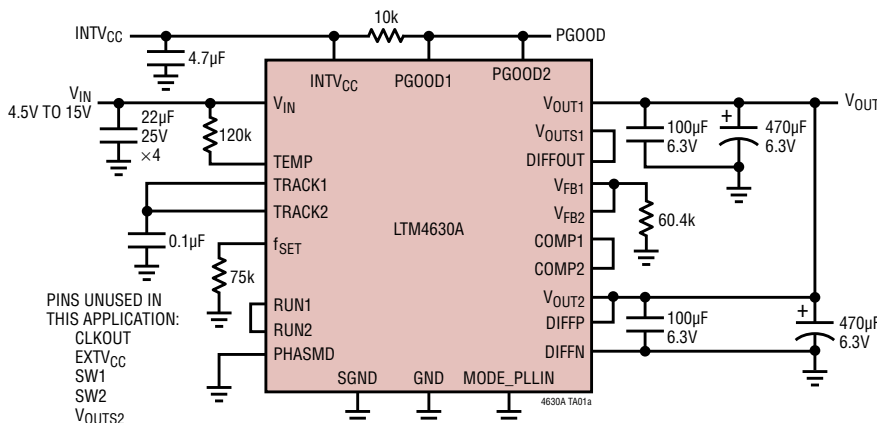 10k
INTVCC
PGOOD
4.7µF
INTVCC
PGOOD1
PGOOD2
VIN
4.5V TO 15V
22µF
25V
×4
120k
VIN
TEMP
TRACK1
TRACK2
0.1µF
fSET
75k
RUN1
RUN2
PHASMD
LTM4630A
SGND
GND
MODE_PLLIN
VOUT1
VOUTS1
DIFFOUT
VFB1
VFB2
COMP1
COMP2
VOUT2
DIFFP
DIFFN
VOUT
100µF
6.3V
+
470µF
6.3V
60.4k
100µF
6.3V
+
470µF
6.3V
4630A TA01a
PINS UNUSED IN
THIS APPLICATION:
CLKOUT
EXTVCC
SW1
SW2
VOUTS2